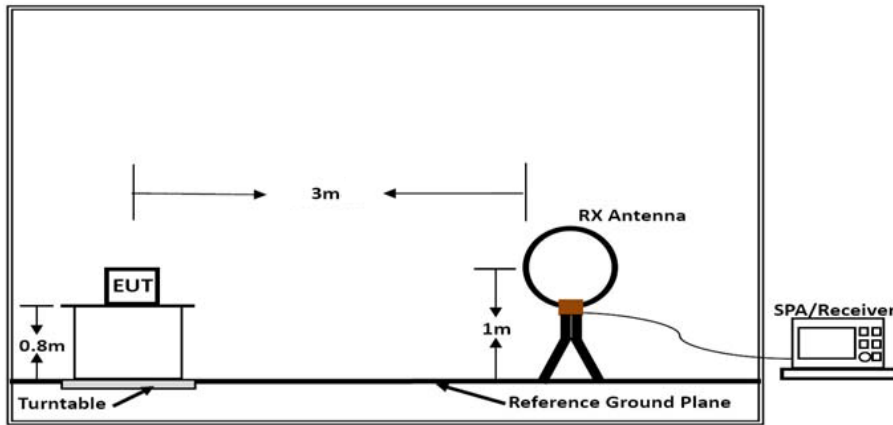 3m
RX Antenna
EUT
SPA/Receiver
0.8m
1m
Turntable
Reference Ground Plane